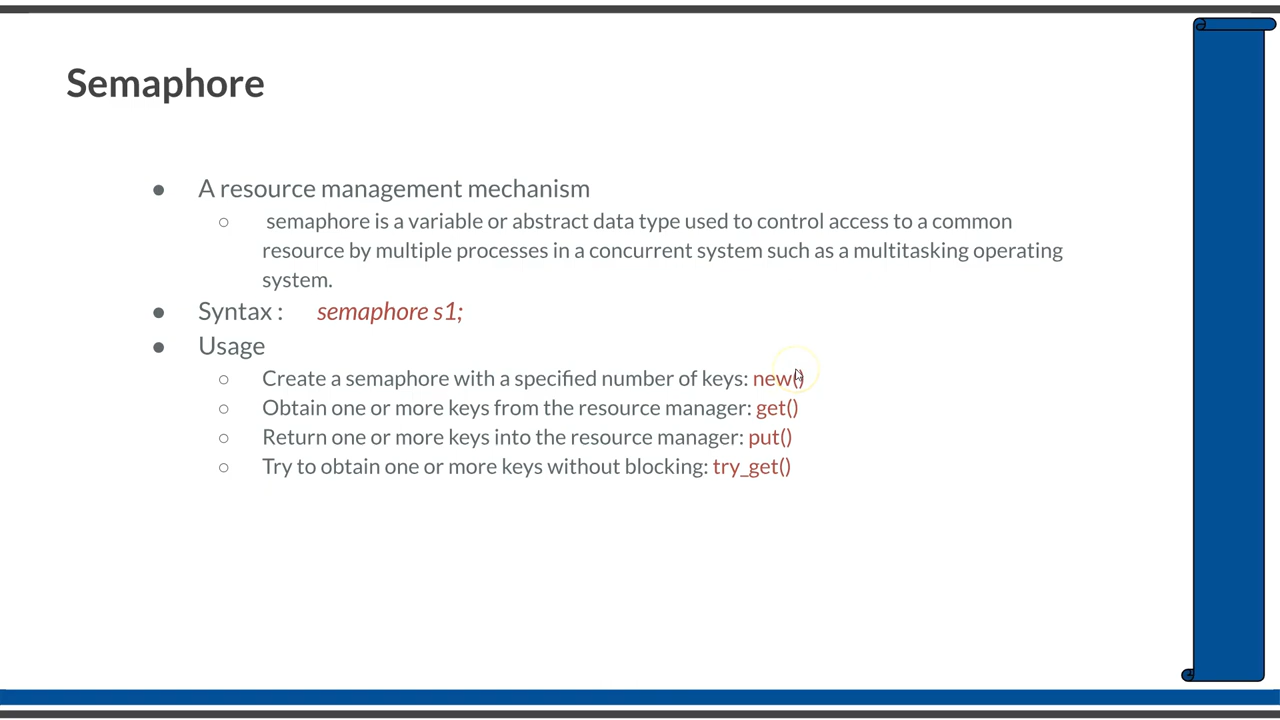 Semaphore
● A resource management mechanism
○ semaphore is a variable or abstract data type used to control access to a common
resource by multiple processes in a concurrent system such as a multitasking operating
system.
● Syntax : semaphore s1;
● Usage
○ Create a semaphore with a specified number of keys: new()
○ Obtain one or more keys from the resource manager: get()
○ Return one or more keys into the resource manager: put()
○ Try to obtain one or more keys without blocking: try_get()